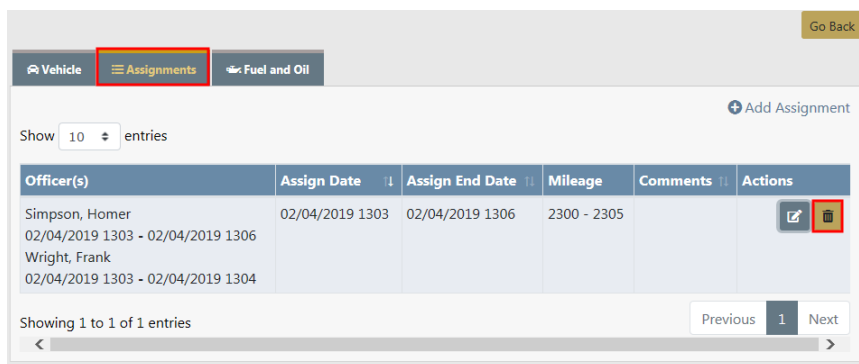 Go Back
Vehicle Assignments Fuel and Oil
Add Assignment
Show 10 entries
Officer(s) Assign Date Assign End Date Mileage Comments Actions
Simpson, Homer 02/04/2019 1303 02/04/2019 1306 2300 - 2305
02/04/2019 1303 - 02/04/2019 1306
Wright, Frank
02/04/2019 1303 - 02/04/2019 1304
Showing 1 to 1 of 1 entries Previous 1 Next